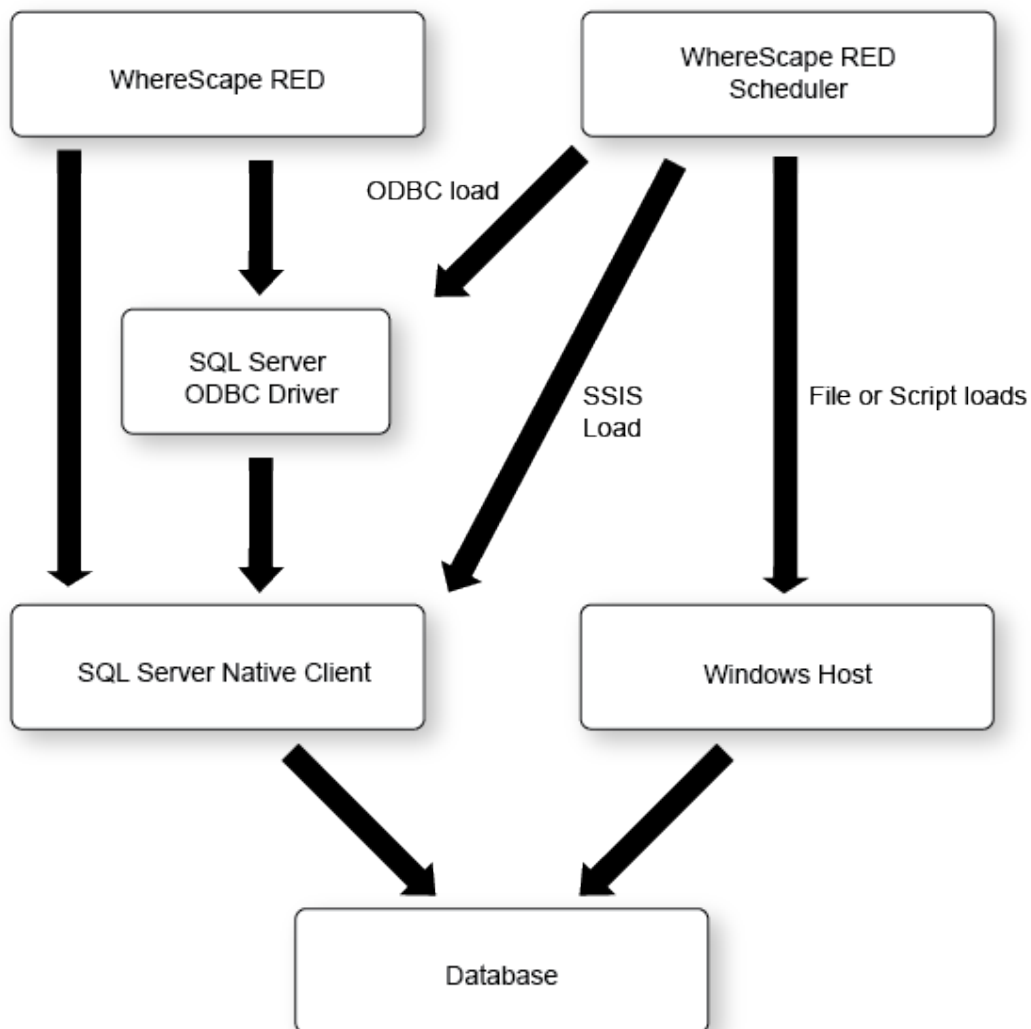 WhereScape RED
WhereScape RED
Scheduler
ODBC load
SQL Server
ODBC Driver
SSIS
Load
File or Script loads
SQL Server Native Client
Windows Host
Database